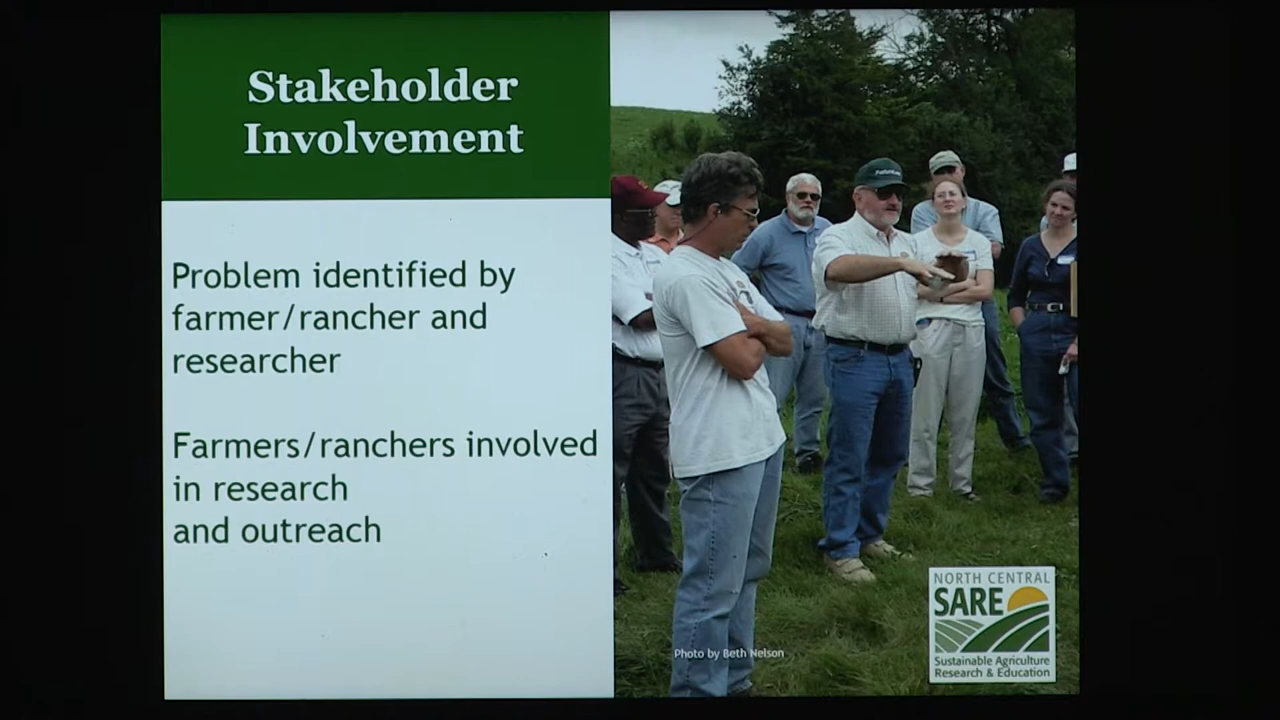 Stakeholder
Involvement
Problem identified by
farmer/rancher and
researcher
Farmers/ranchers involved
in research
and outreach
Photo by Beth Nelson
NORTH CENTRAL
SARE
Sustainable Agriculture
Research & Education